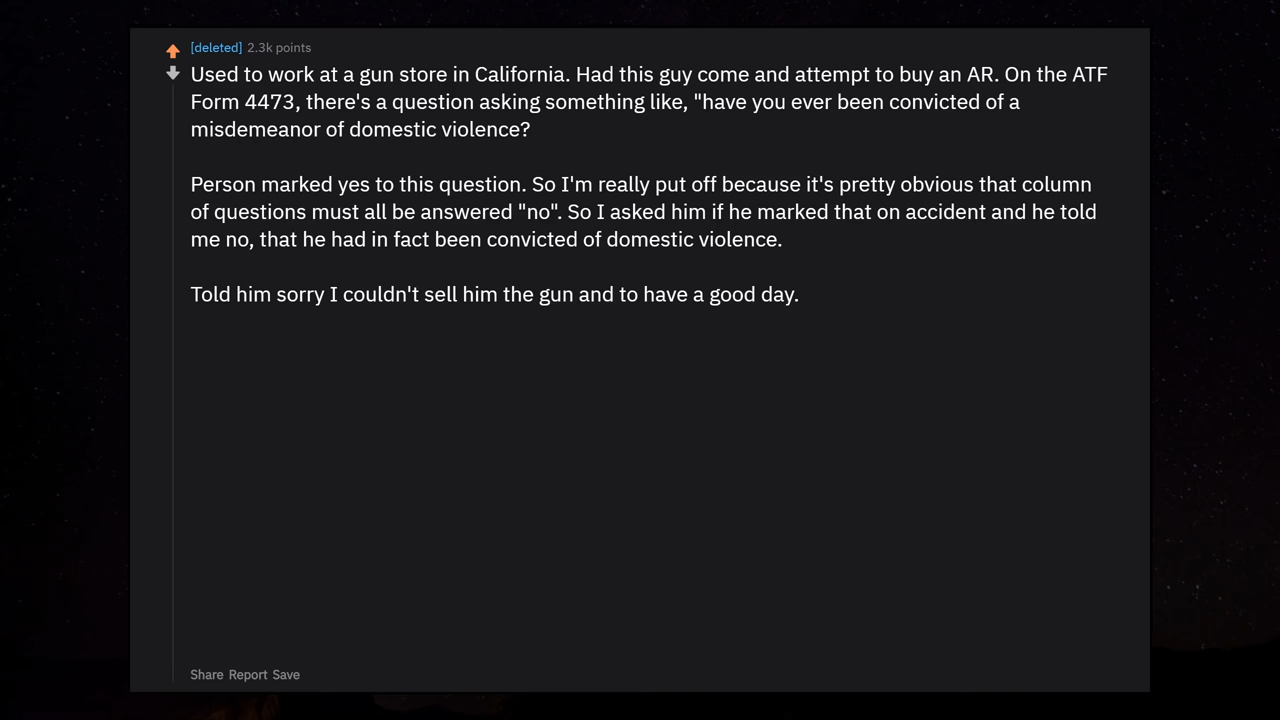 [deleted] 2.3k points
Used to work at a gun store in California. Had this guy come and attempt to buy an AR. On the ATF
Form 4473, there's a question asking something like, "have you ever been convicted of a
misdemeanor of domestic violence?
Person marked yes to this question. So I'm really put off because it's pretty obvious that column
of questions must all be answered "no". So I asked him if he marked that on accident and he told
me no, that he had in fact been convicted of domestic violence.
Told him sorry I couldn't sell him the gun and to have a good day.
Share Report Save